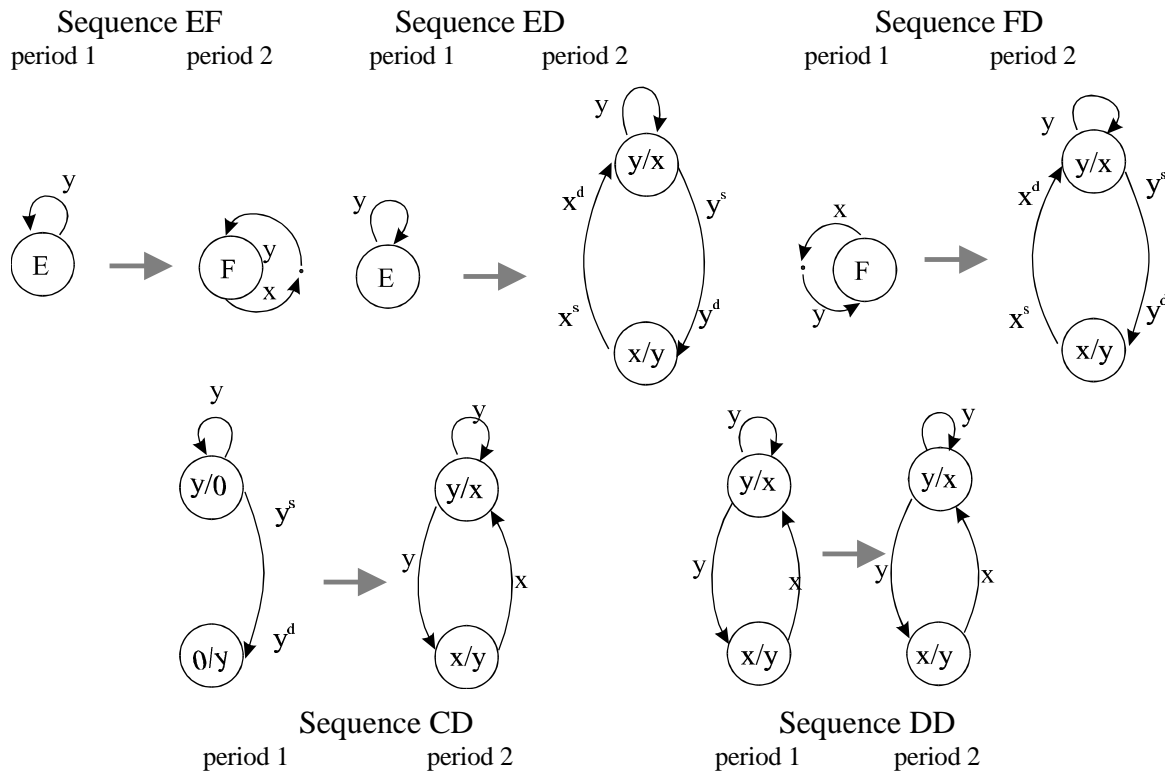 Sequence EF Sequence ED Sequence FD
period 1 period 2 period 1 period 2 period 1 period 2
y y y
y/x y/x
y y x^d y^s x x^d y^s
E F y x E F y
x^s y^d x^s y^d
x/y x/y
y y y y
y/0 y/x y/x y/x
y^s
y x y x y x
y^d
0/y x/y x/y x/y
Sequence CD Sequence DD
period 1 period 2 period 1 period 2